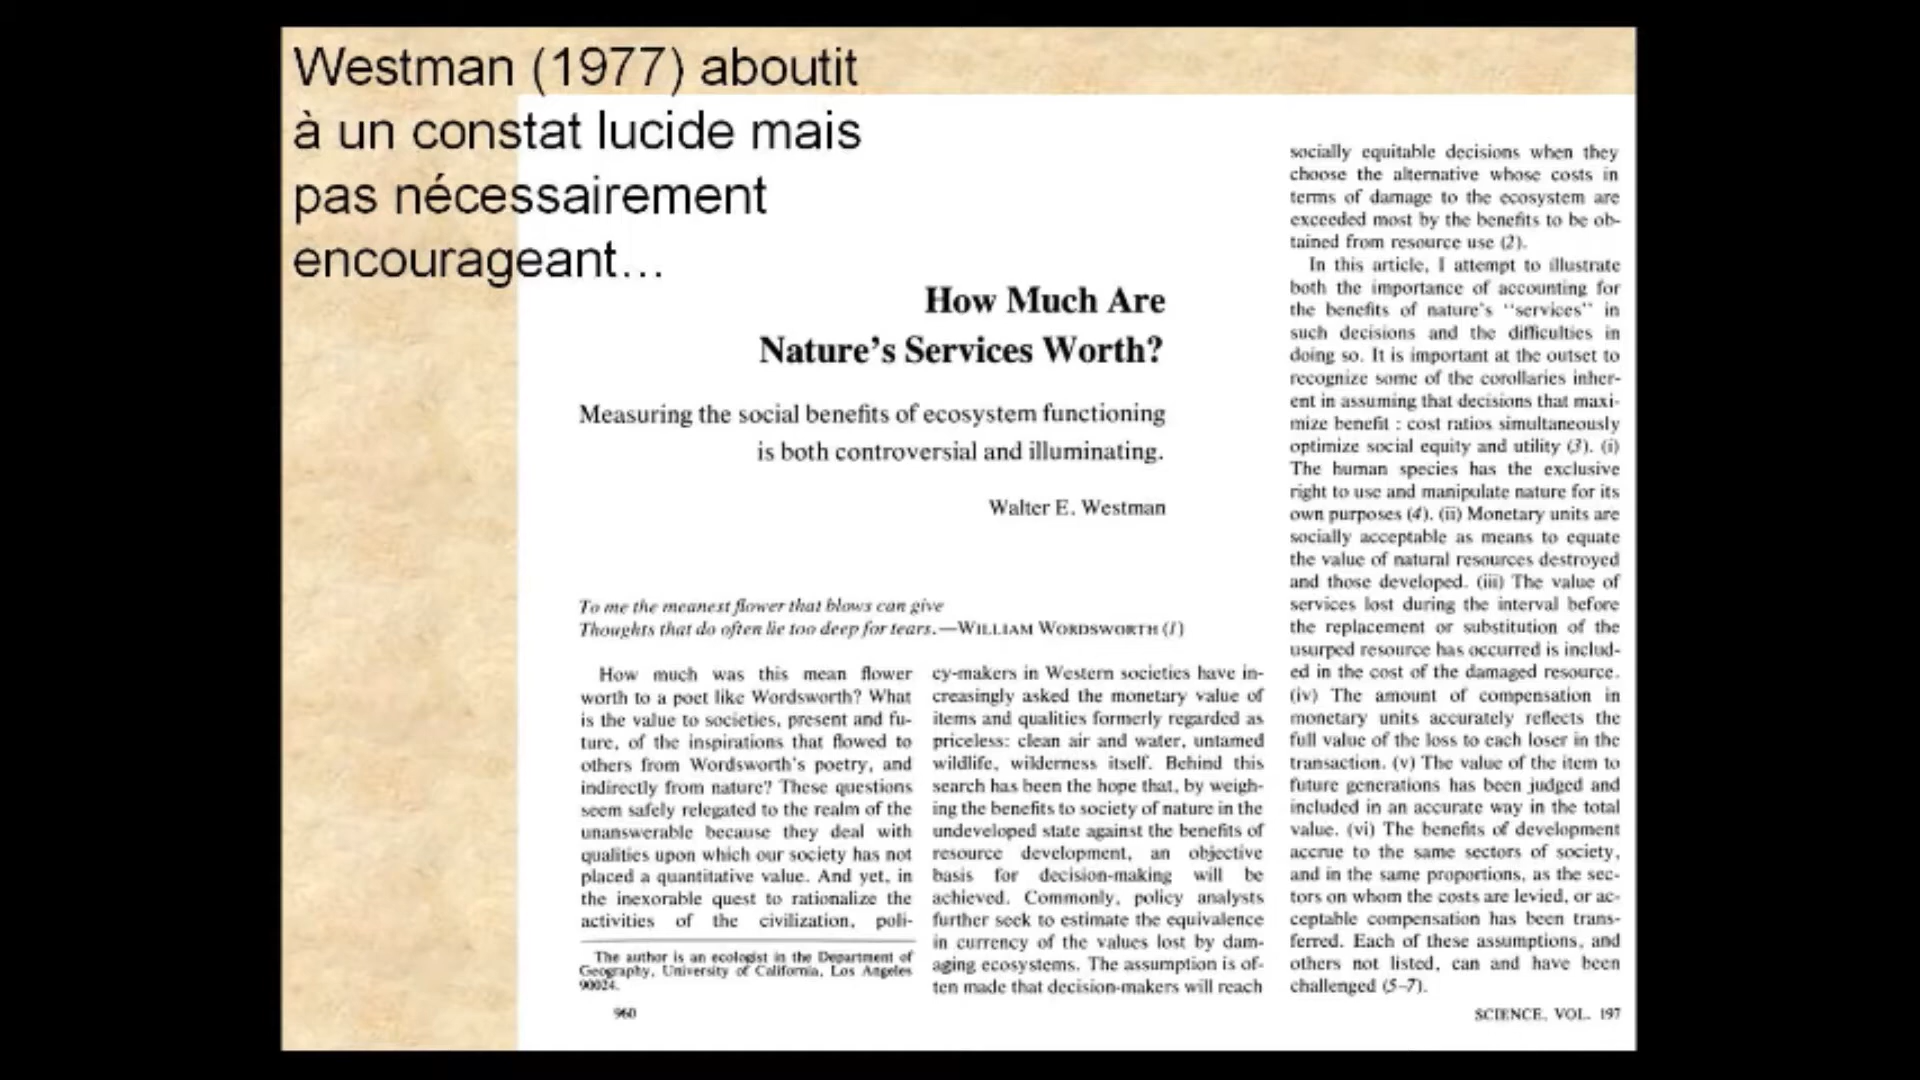 Westman (1977) aboutit
à un constat lucide mais
pas nécessairement
encourageant…
How Much Are
Nature's Services Worth?
Measuring the social benefits of ecosystem functioning
is both controversial and illuminating.
Walter E. Westman
To me the meanest flower that blows can give
Thoughts that do often lie too deep for tears.—WILLIAM WORDSWORTH (1)
How much was this mean flower
worth to a poet like Wordsworth? What
is the value to societies, present and fu-
ture, of the inspirations that flowed to
others from Wordsworth's poetry, and
indirectly from nature? These questions
seem safely relegated to the realm of the
unanswerable because they deal with
qualities upon which our society has not
placed a quantitative value. And yet, in
the inexorable quest to rationalize the
activities of the civilization, poli-
The author is an ecologist in the Department of
Geography, University of California, Los Angeles
90024.
960
cy-makers in Western societies have in-
creasingly asked the monetary value of
items and qualities formerly regarded as
priceless: clean air and water, untamed
wildlife, wilderness itself. Behind this
search has been the hope that, by weigh-
ing the benefits to society of nature in the
undeveloped state against the benefits of
resource development, an objective
basis for decision-making will be
achieved. Commonly, policy analysts
further seek to estimate the equivalence
in currency of the values lost by dam-
aging ecosystems. The assumption is of-
ten made that decision-makers will reach
socially equitable decisions when they
choose the alternative whose costs in
terms of damage to the ecosystem are
exceeded most by the benefits to be ob-
tained from resource use (2).
In this article, I attempt to illustrate
both the importance of accounting for
the benefits of nature's "services" in
such decisions and the difficulties in
doing so. It is important at the outset to
recognize some of the corollaries inher-
ent in assuming that decisions that maxi-
mize benefit : cost ratios simultaneously
optimize social equity and utility (3). (i)
The human species has the exclusive
right to use and manipulate nature for its
own purposes (4). (ii) Monetary units are
socially acceptable as means to equate
the value of natural resources destroyed
and those developed. (iii) The value of
services lost during the interval before
the replacement or substitution of the
usurped resource has occurred is includ-
ed in the cost of the damaged resource.
(iv) The amount of compensation in
monetary units accurately reflects the
full value of the loss to each loser in the
transaction. (v) The value of the item to
future generations has been judged and
included in an accurate way in the total
value. (vi) The benefits of development
accrue to the same sectors of society,
and in the same proportions, as the sec-
tors on whom the costs are levied, or ac-
ceptable compensation has been trans-
ferred. Each of these assumptions, and
others not listed, can and have been
challenged (5–7).
SCIENCE, VOL. 197